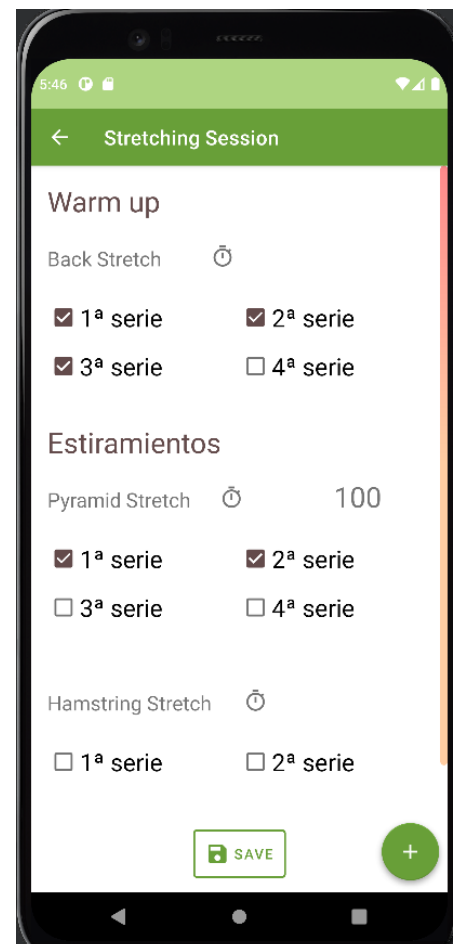 5:46
Stretching Session
Warm up
Back Stretch
1ª serie 2ª serie
3ª serie 4ª serie
Estiramientos
Pyramid Stretch 100
1ª serie 2ª serie
3ª serie 4ª serie
Hamstring Stretch
1ª serie 2ª serie
SAVE